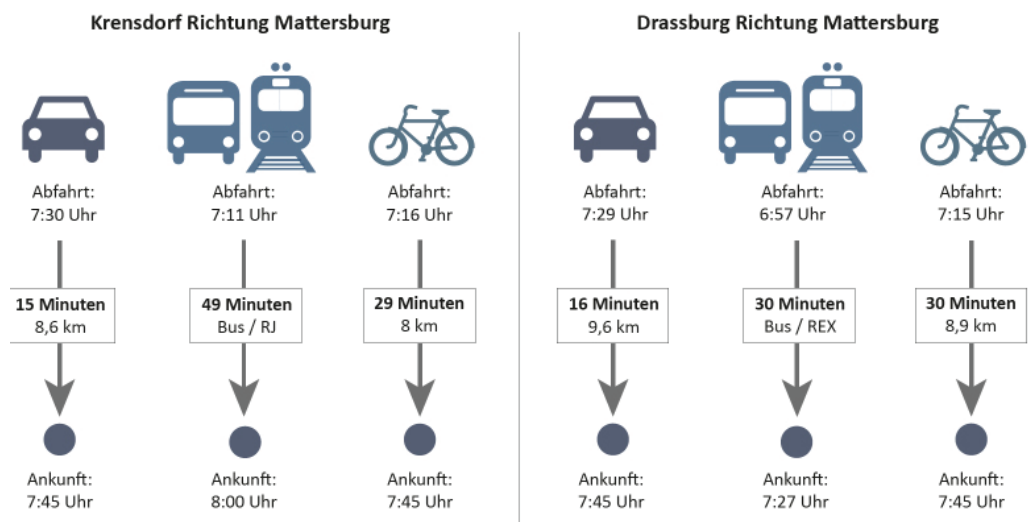 Krensdorf Richtung Mattersburg
Abfahrt:
7:30 Uhr
15 Minuten
8,6 km
Ankunft:
7:45 Uhr
Abfahrt:
7:11 Uhr
49 Minuten
Bus / RJ
Ankunft:
8:00 Uhr
Abfahrt:
7:16 Uhr
29 Minuten
8 km
Ankunft:
7:45 Uhr
Drassburg Richtung Mattersburg
Abfahrt:
7:29 Uhr
16 Minuten
9,6 km
Ankunft:
7:45 Uhr
Abfahrt:
6:57 Uhr
30 Minuten
Bus / REX
Ankunft:
7:27 Uhr
Abfahrt:
7:15 Uhr
30 Minuten
8,9 km
Ankunft:
7:45 Uhr